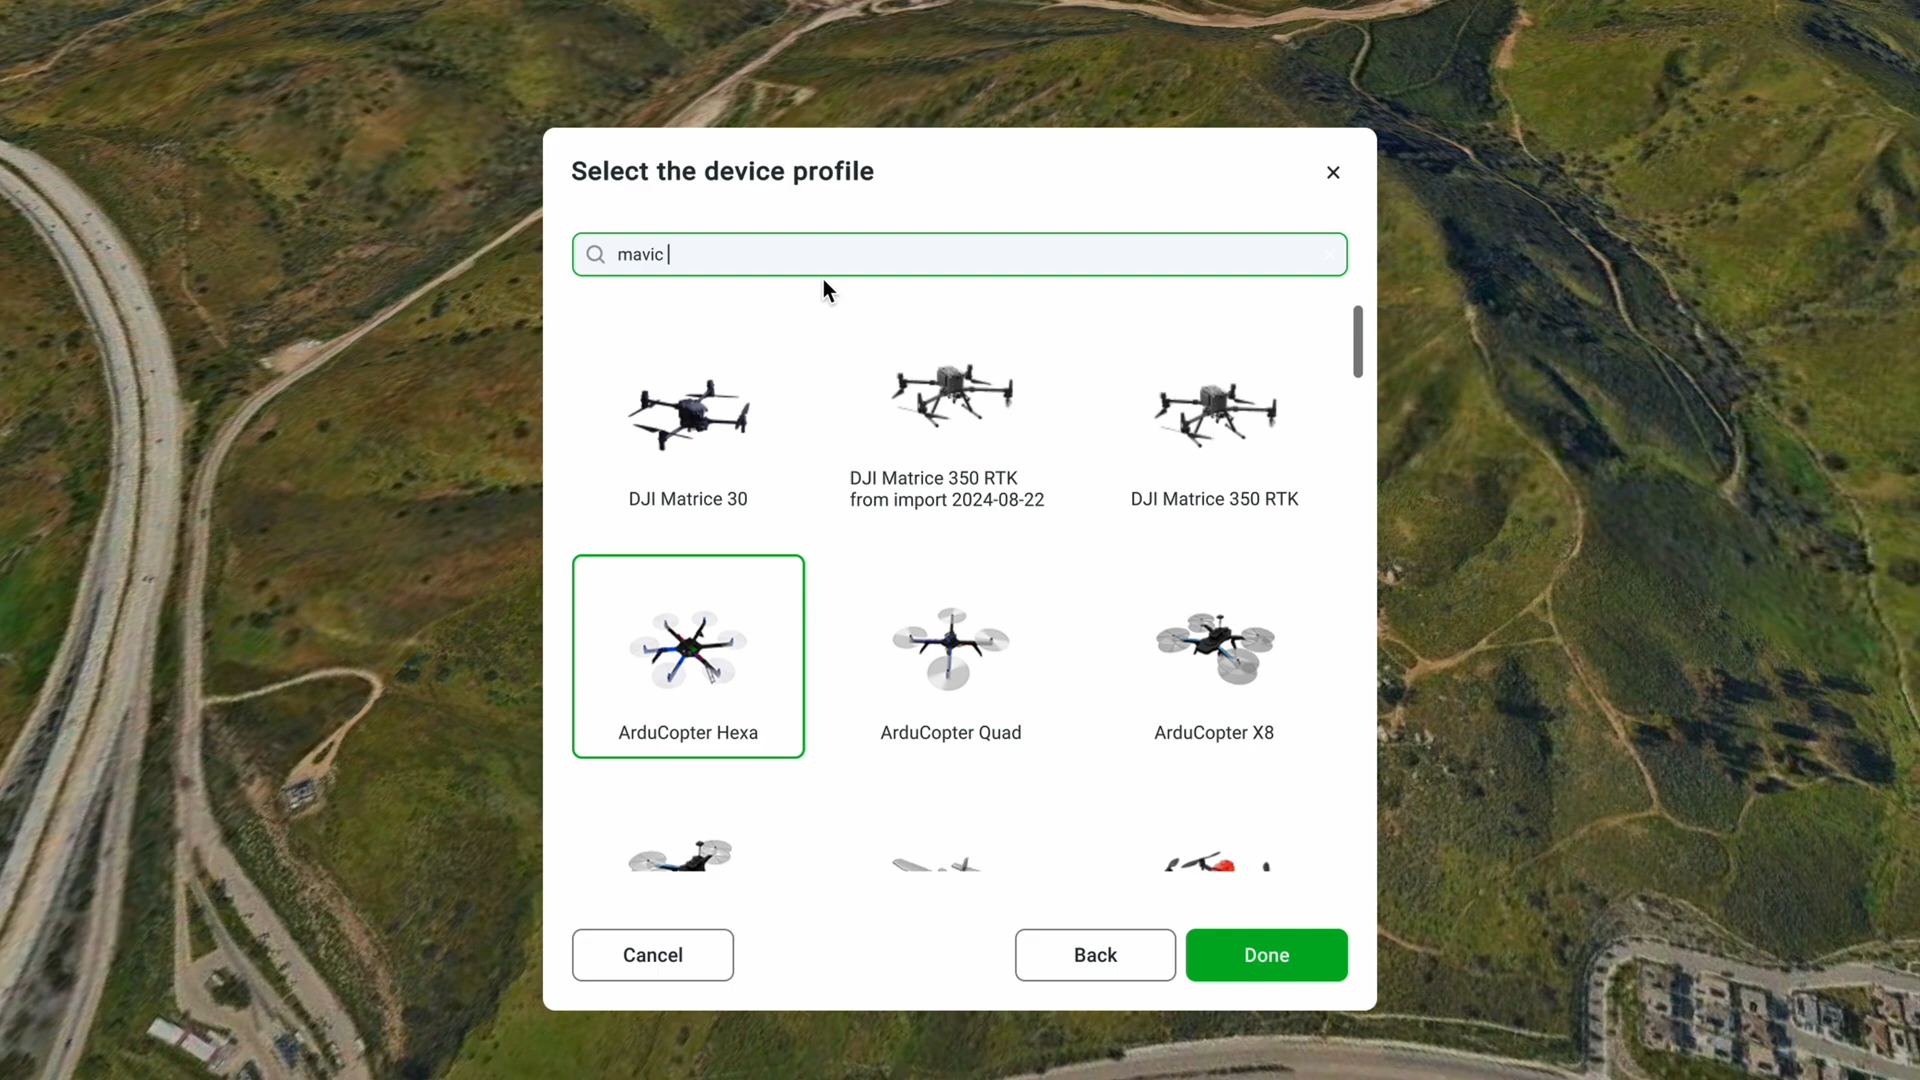 Select the device profile
mavic
DJI Matrice 30
DJI Matrice 350 RTK
from import 2024-08-22
DJI Matrice 350 RTK
ArduCopter Hexa
ArduCopter Quad
ArduCopter X8
Cancel
Back
Done